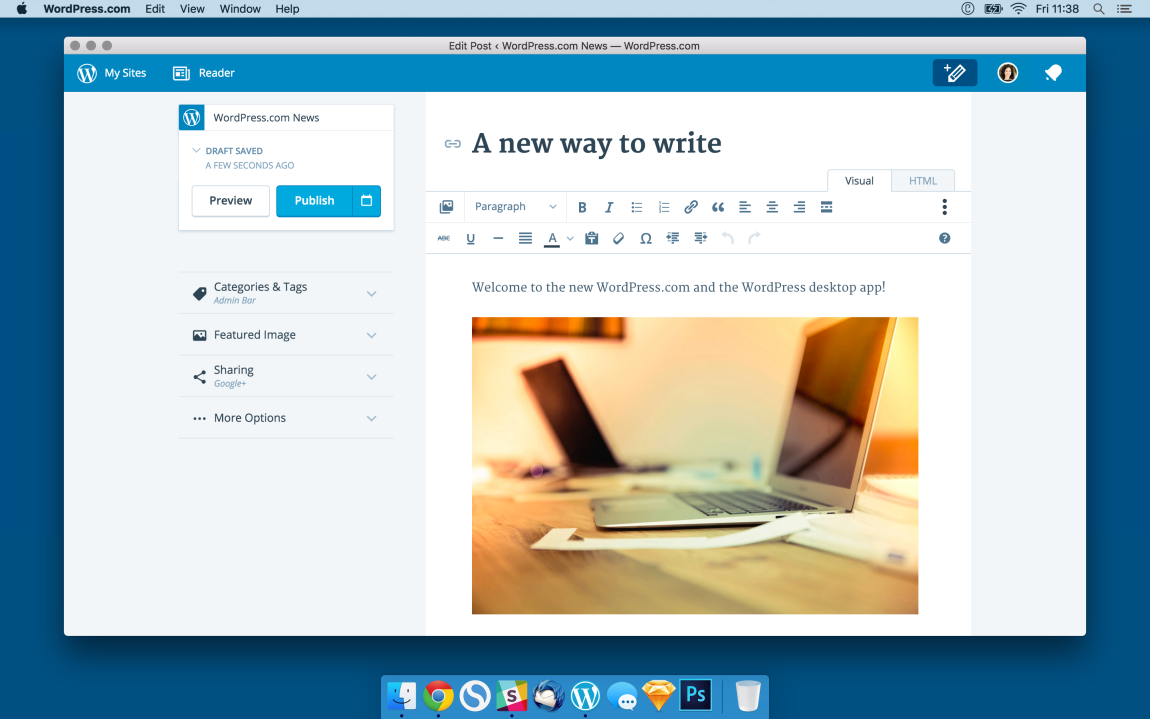 WordPress.com Edit View Window Help Fri 11:38
Edit Post ‹ WordPress.com News — WordPress.com
My Sites Reader
WordPress.com News
DRAFT SAVED
A FEW SECONDS AGO
Preview Publish
Categories & Tags
Admin Bar
Featured Image
Sharing
Google+
More Options
A new way to write
Visual HTML
Paragraph B I
ABC U A Ω
Welcome to the new WordPress.com and the WordPress desktop app!
S Ps